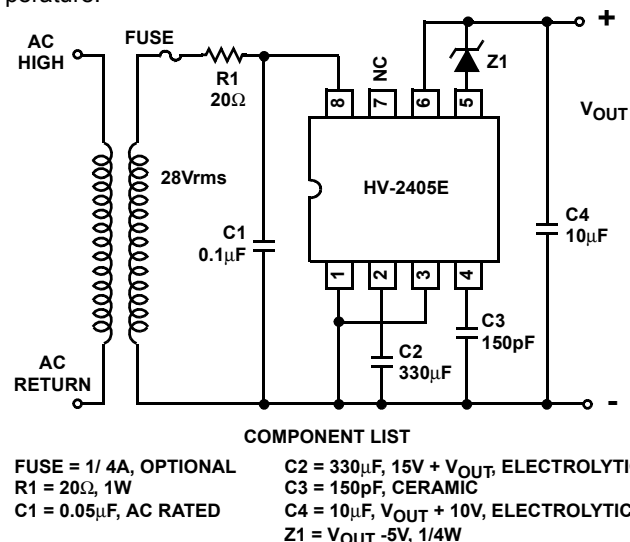 perature.
AC
HIGH
FUSE
R1
20Ω
NC
Z1
+
8
7
6
5
VOUT
28Vrms
HV-2405E
C1
0.1μF
C4
10μF
1
2
3
4
C3
150pF
C2
330μF
AC
RETURN
-
COMPONENT LIST
FUSE = 1/ 4A, OPTIONAL
R1 = 20Ω, 1W
C1 = 0.05μF, AC RATED
C2 = 330μF, 15V + VOUT, ELECTROLYTI
C3 = 150pF, CERAMIC
C4 = 10μF, VOUT + 10V, ELECTROLYTIC
Z1 = VOUT -5V, 1/4W